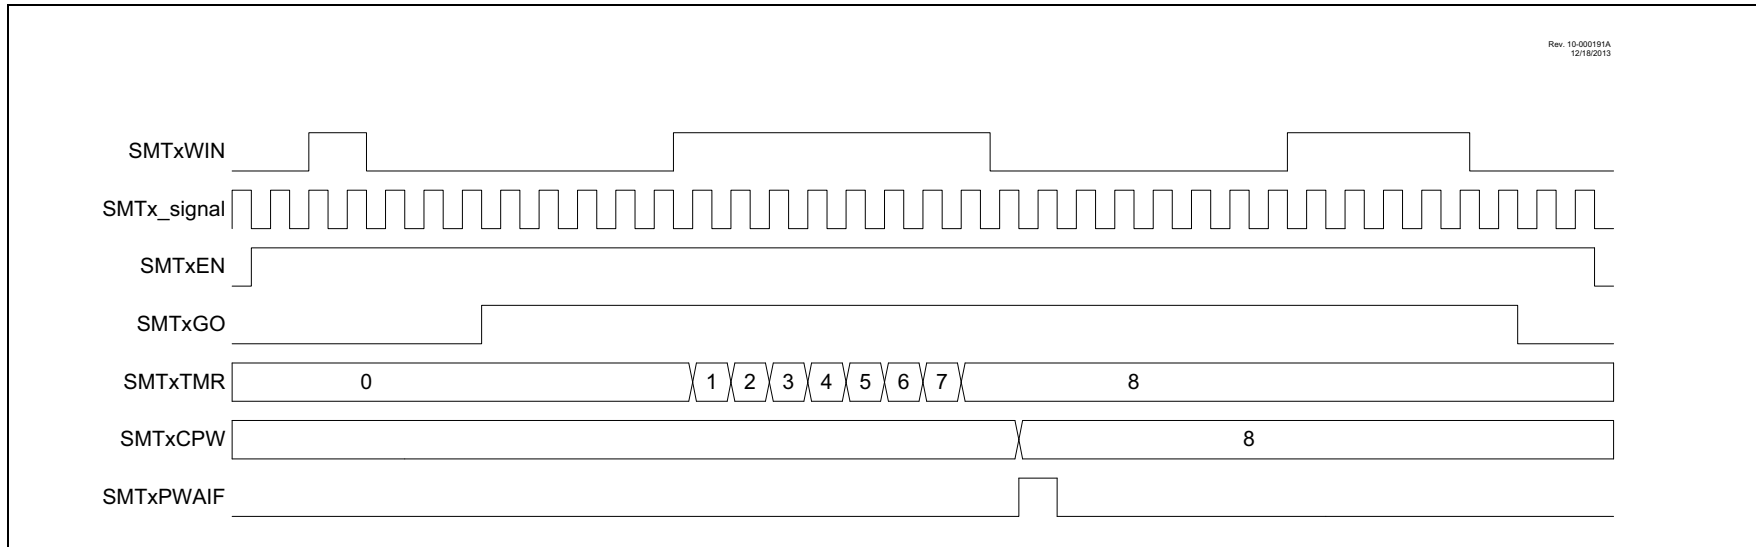 Rev. 10-000191A
12/18/2013
SMTxWIN
SMTx_signal
SMTxEN
SMTxGO
SMTxTMR 0 1 2 3 4 5 6 7 8
SMTxCPW 8
SMTxPWAIF